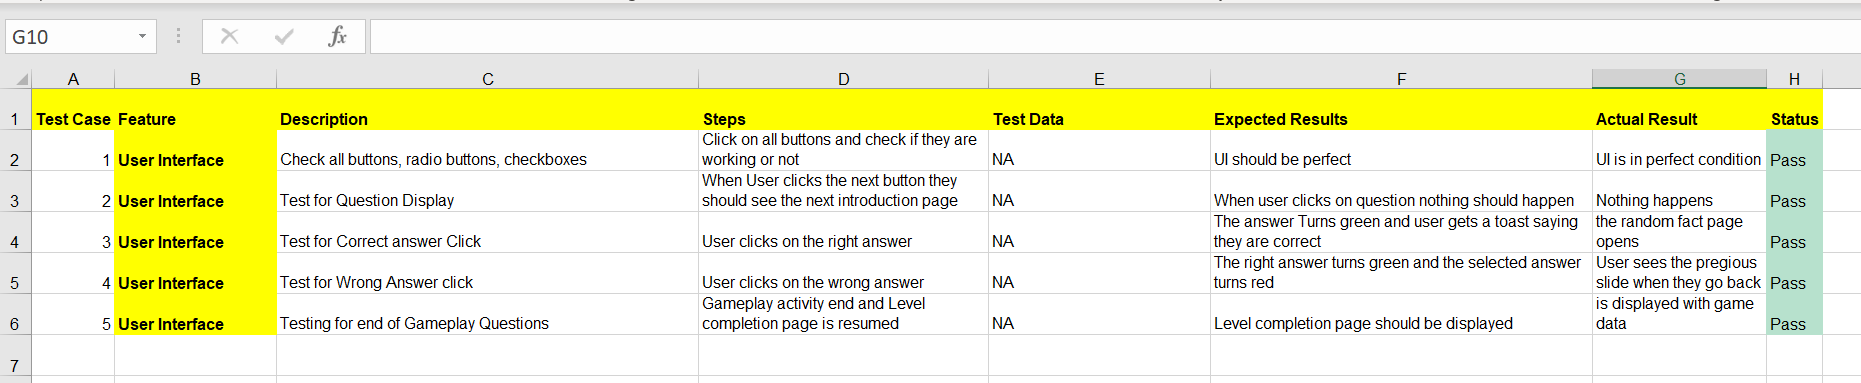 G10
fx
A B C D E F G H
1 Test Case Feature Description Steps Test Data Expected Results Actual Result Status
2 1 User Interface Check all buttons, radio buttons, checkboxes Click on all buttons and check if they are working or not NA UI should be perfect UI is in perfect condition Pass
3 2 User Interface Test for Question Display When User clicks the next button they should see the next introduction page NA When user clicks on question nothing should happen Nothing happens Pass
4 3 User Interface Test for Correct answer Click User clicks on the right answer NA The answer Turns green and user gets a toast saying they are correct the random fact page opens Pass
5 4 User Interface Test for Wrong Answer click User clicks on the wrong answer NA The right answer turns green and the selected answer turns red User sees the pregious slide when they go back Pass
6 5 User Interface Testing for end of Gameplay Questions Gameplay activity end and Level completion page is resumed NA Level completion page should be displayed is displayed with game data Pass
7